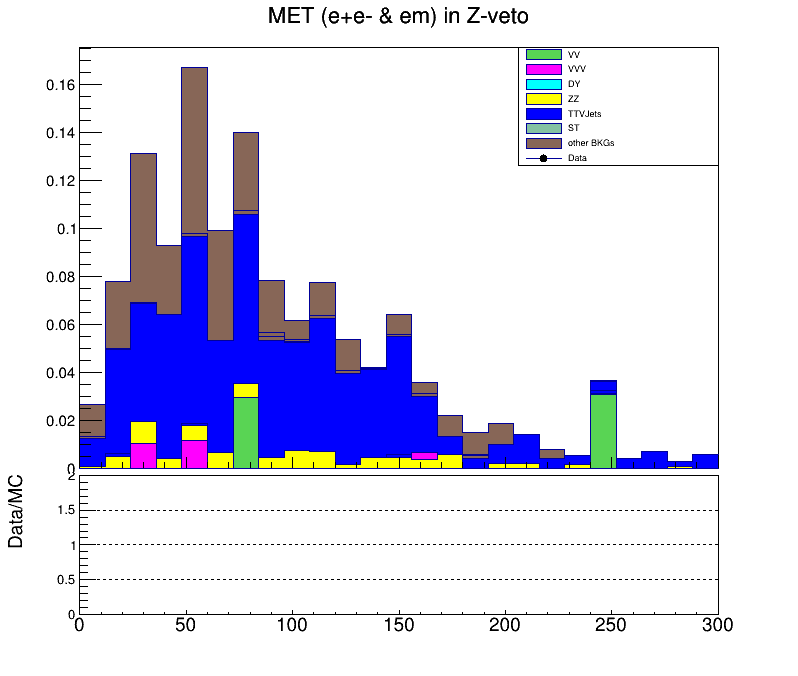 MET (e+e- & em) in Z-veto
VV
VVV
DY
ZZ
TTVJets
ST
other BKGs
Data
0.16
0.14
0.12
0.1
0.08
0.06
0.04
0.02
0
Data/MC
2
1.5
1
0.5
0
0 50 100 150 200 250 300